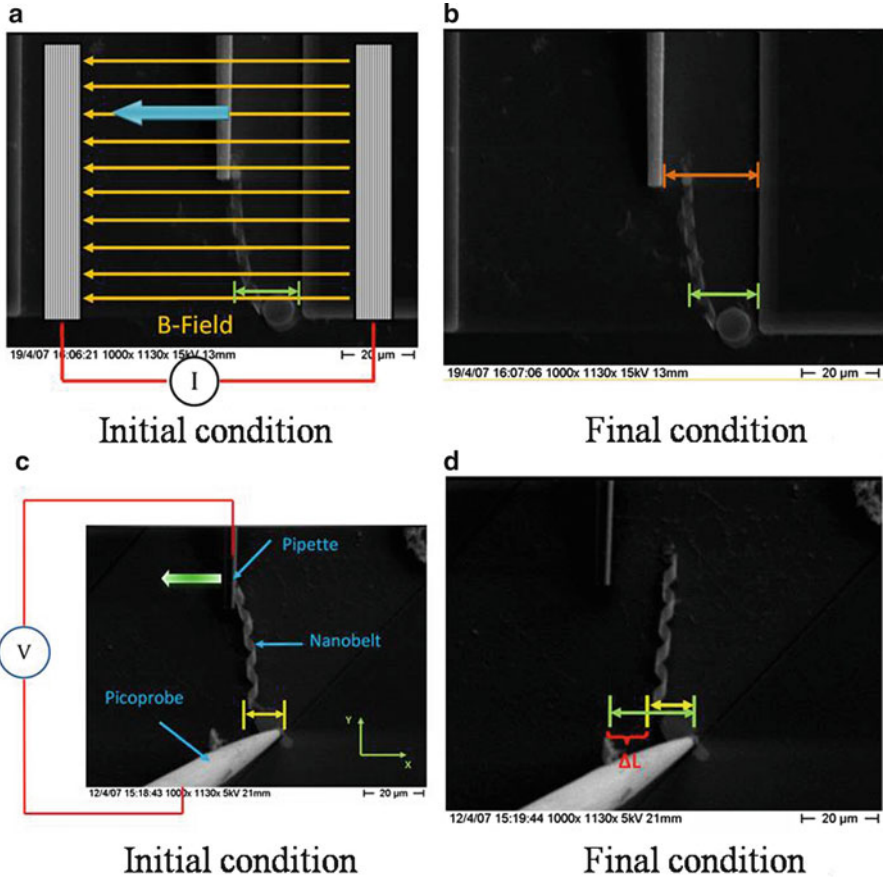 a
B-Field
19/4/07 16:06:21 1000x 1130x 15kV 13mm
20 µm
I
Initial condition
b
19/4/07 16:07:06 1000x 1130x 15kV 13mm
20 µm
Final condition
c
Pipette
Nanobelt
V
Picoprobe
Y
X
12/4/07 15:18:43 1000x 1130x 5kV 21mm
20 µm
Initial condition
d
ΔL
12/4/07 15:19:44 1000x 1130x 5kV 21mm
20 µm
Final condition